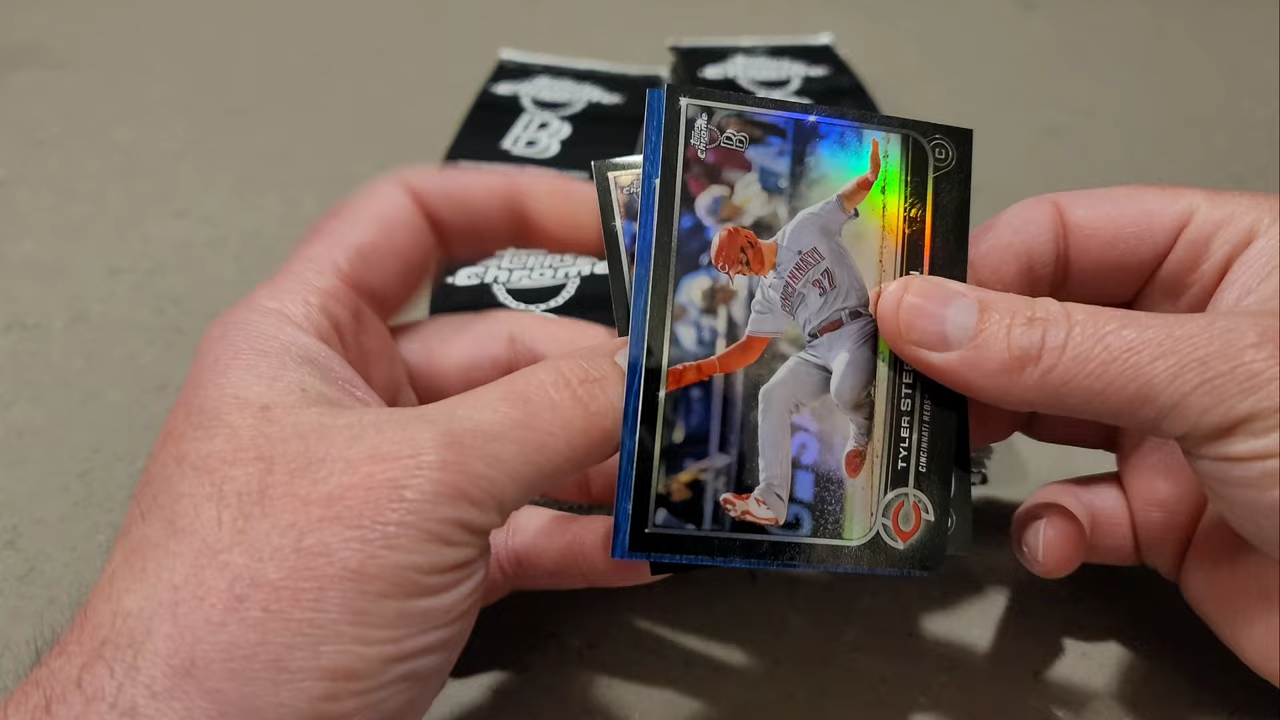 TOPPS
Chrome
Topps
Chrome
B
C
CINCINNATI
37
TYLER STE
CINCINNATI REDS
C